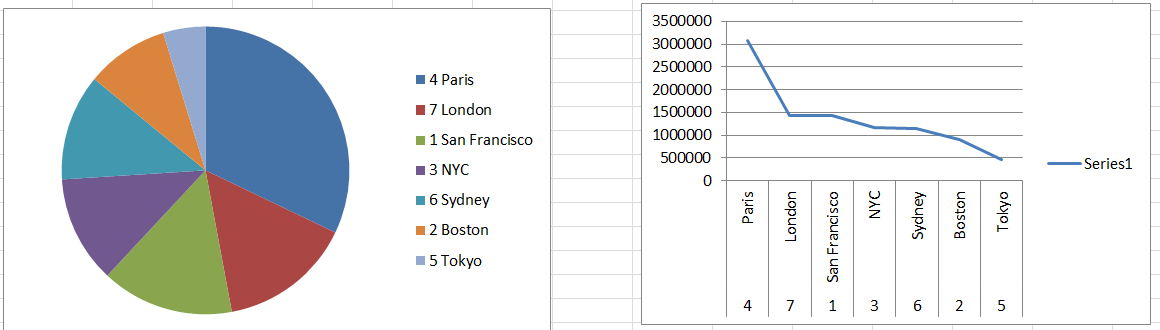 4 Paris
7 London
1 San Francisco
3 NYC
6 Sydney
2 Boston
5 Tokyo
3500000
3000000
2500000
2000000
1500000
1000000
500000
0
Paris
London
San Francisco
NYC
Sydney
Boston
Tokyo
4 7 1 3 6 2 5
Series1